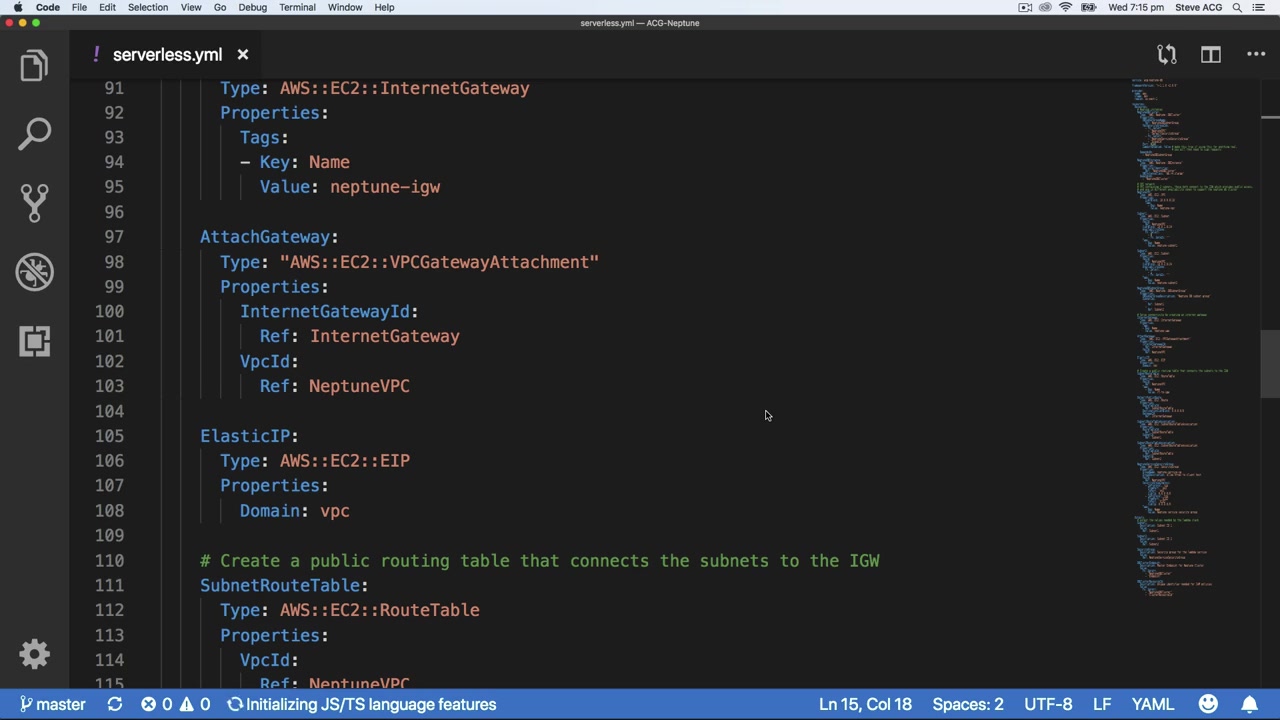 Code File Edit Selection View Go Debug Terminal Window Help Wed 7:15 pm Steve ACG
serverless.yml — ACG-Neptune
! serverless.yml
91 Type: AWS::EC2::InternetGateway
92 Properties:
93 Tags:
94 - Key: Name
95 Value: neptune-igw
96
97 AttachGateway:
98 Type: "AWS::EC2::VPCGatewayAttachment"
99 Properties:
100 InternetGatewayId:
101 Ref: InternetGateway
102 VpcId:
103 Ref: NeptuneVPC
104
105 ElasticIP:
106 Type: AWS::EC2::EIP
107 Properties:
108 Domain: vpc
109
110 # Create a public routing table that connects the subnets to the IGW
111 SubnetRouteTable:
112 Type: AWS::EC2::RouteTable
113 Properties:
114 VpcId:
115 Ref: NeptuneVPC
master 0 0 Initializing JS/TS language features Ln 15, Col 18 Spaces: 2 UTF-8 LF YAML